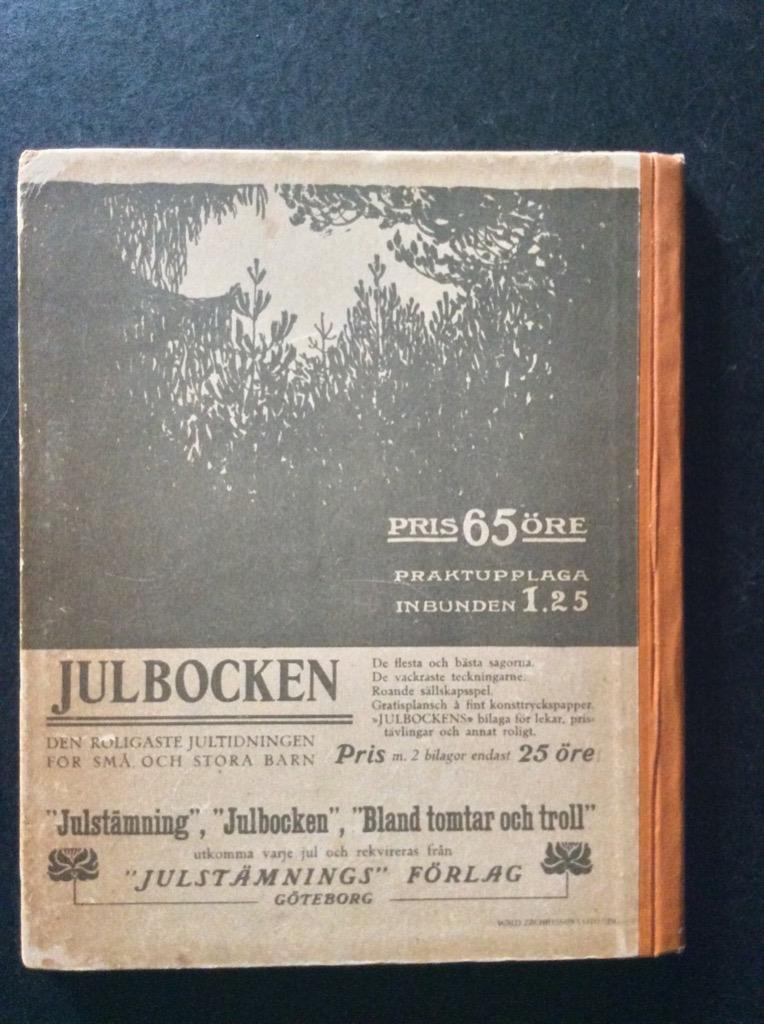 PRIS 65 ÖRE
PRAKTUPPLAGA
INBUNDEN 1.25
JULBOCKEN
DEN ROLIGASTE JULTIDNINGEN
FÖR SMÅ OCH STORA BARN
De flesta och bästa sagorna.
De vackraste teckningarne.
Roande sällskapsspel.
Gratisplansch å fint konsttryckspapper.
»JULBOCKENS» bilaga för lekar, pris-
tävlingar och annat roligt.
Pris m. 2 bilagor endast 25 öre
"Julstämning", "Julbocken", "Bland tomtar och troll"
utkomma varje jul och rekvireras från
"JULSTÄMNINGS" FÖRLAG
GÖTEBORG